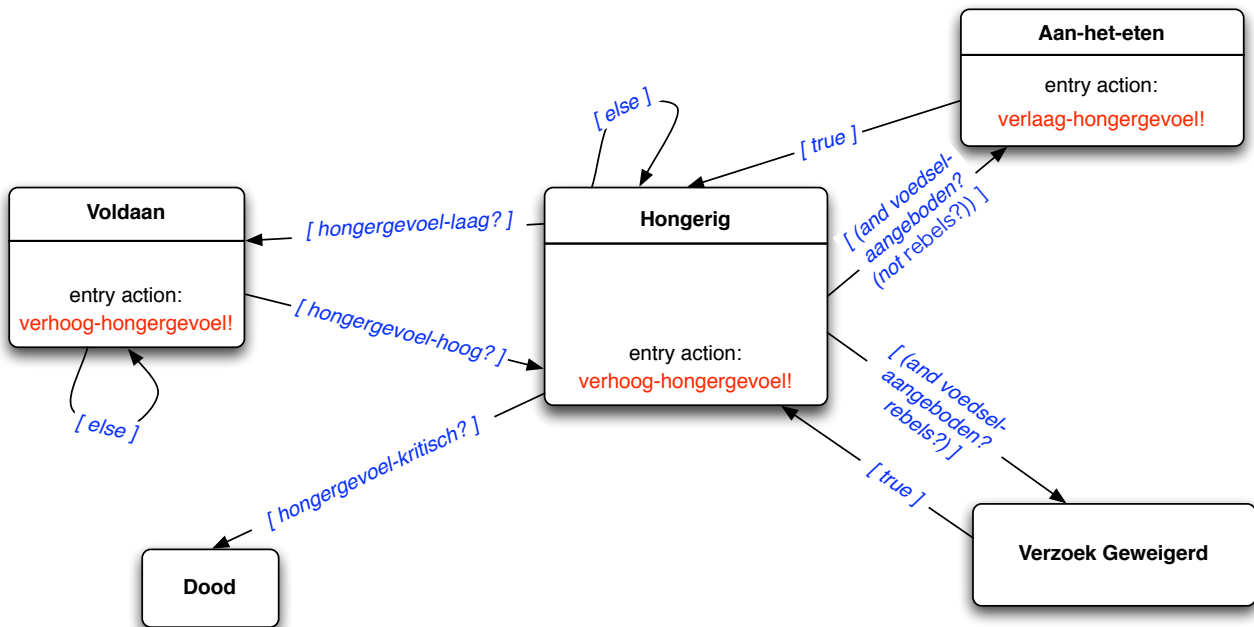 Aan-het-eten
entry action:
verlaag-hongergevoel!
[ else ]
[ true ]
[ (and voedsel-
aangeboden?
(not rebels?)) ]
Voldaan
entry action:
verhoog-hongergevoel!
[ else ]
[ hongergevoel-laag? ]
[ hongergevoel-hoog? ]
Hongerig
entry action:
verhoog-hongergevoel!
[ (and voedsel-
aangeboden?
rebels?) ]
[ true ]
[ hongergevoel-kritisch? ]
Dood
Verzoek Geweigerd